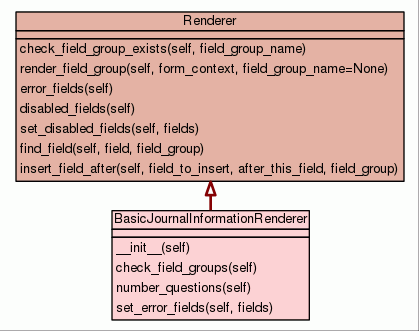 Renderer
check_field_group_exists(self, field_group_name)
render_field_group(self, form_context, field_group_name=None)
error_fields(self)
disabled_fields(self)
set_disabled_fields(self, fields)
find_field(self, field, field_group)
insert_field_after(self, field_to_insert, after_this_field, field_group)
BasicJournalInformationRenderer
__init__(self)
check_field_groups(self)
number_questions(self)
set_error_fields(self, fields)